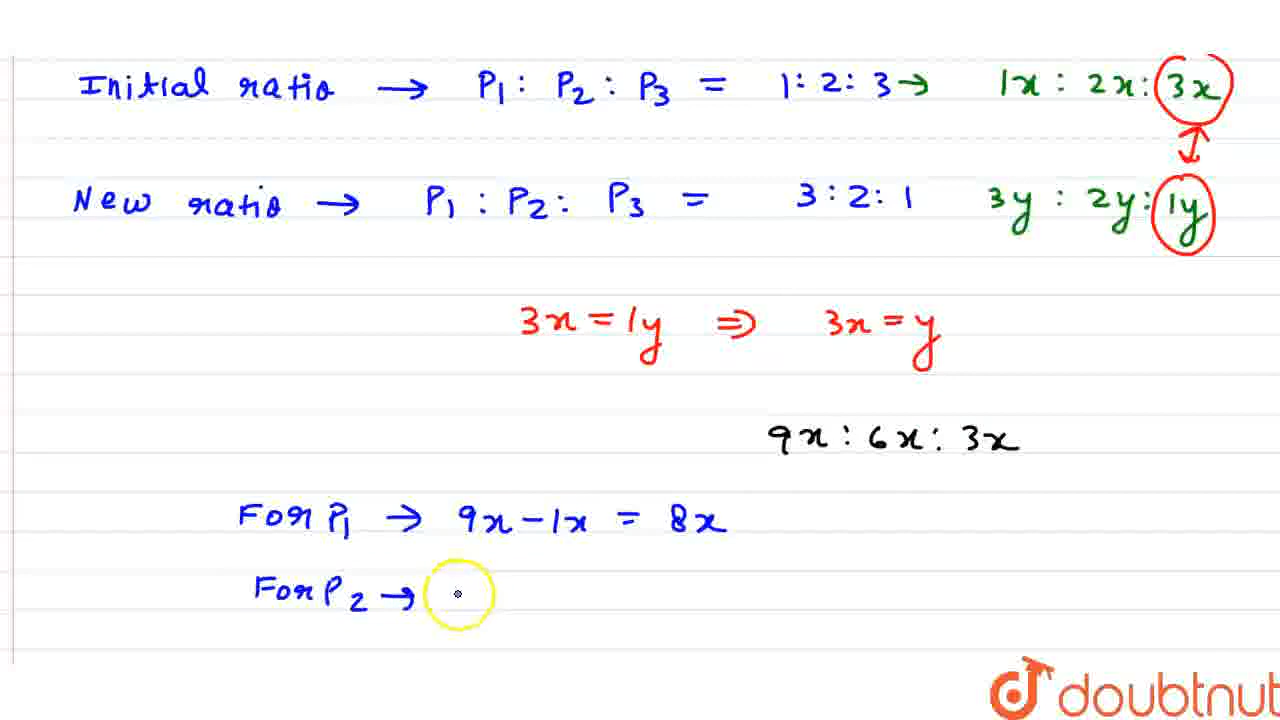 Initial ratio → P₁ : P₂ : P₃ = 1 : 2 : 3 → 1x : 2x : 3x
New ratio → P₁ : P₂ : P₃ = 3 : 2 : 1 3y : 2y : 1y
3x = 1y ⇒ 3x = y
9x : 6x : 3x
For P₁ → 9x - 1x = 8x
For P₂ →
doubtnut